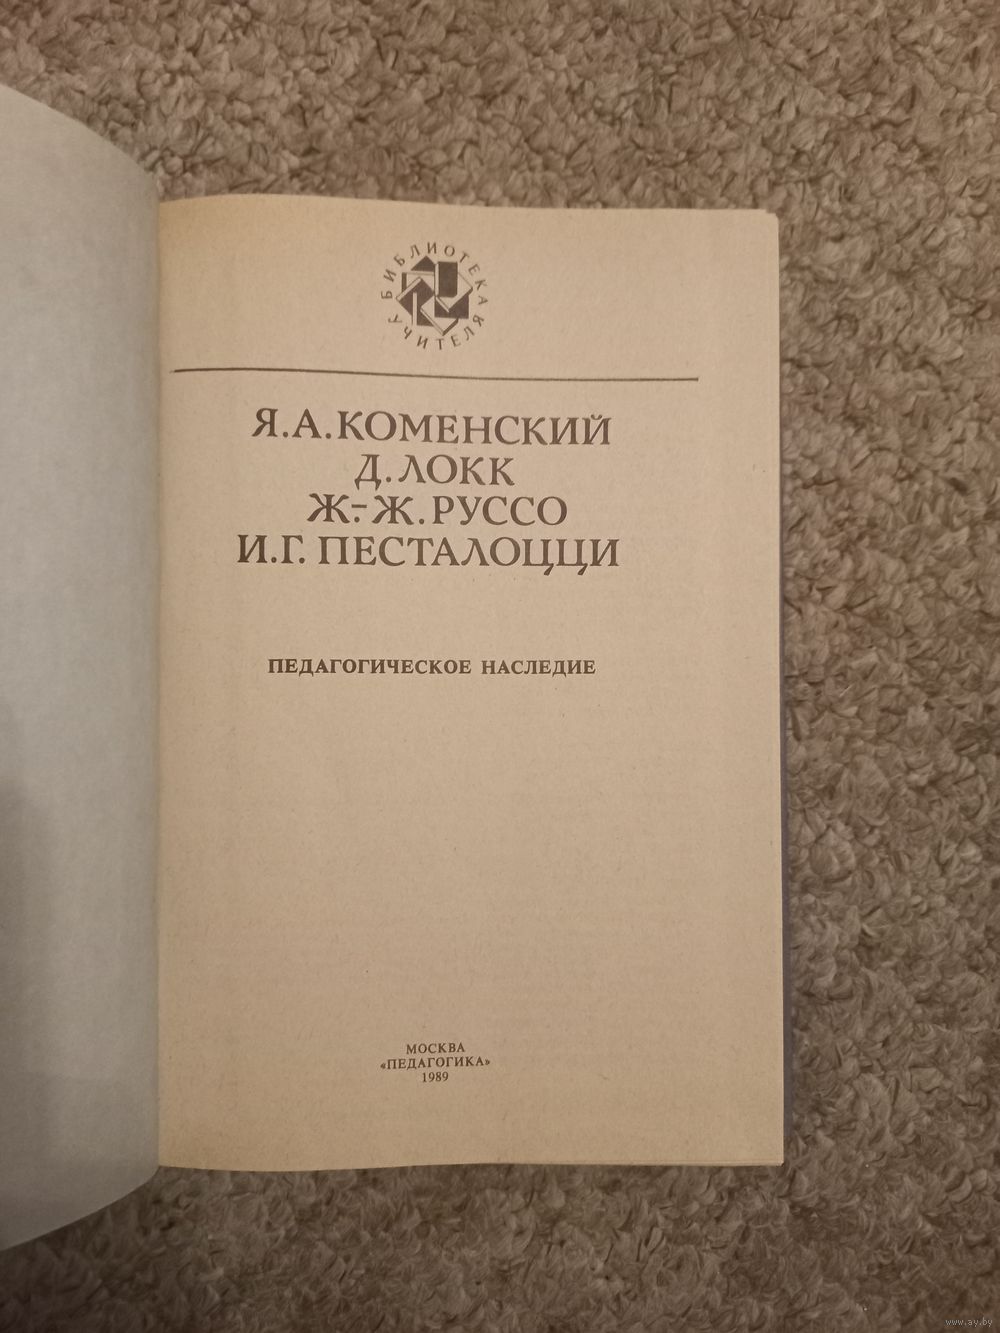 БИБЛИОТЕКА
УЧИТЕЛЯ
Я.А.КОМЕНСКИЙ
Д.ЛОКК
Ж.-Ж.РУССО
И.Г.ПЕСТАЛОЦЦИ
ПЕДАГОГИЧЕСКОЕ НАСЛЕДИЕ
МОСКВА
«ПЕДАГОГИКА»
1989
www.ay.by